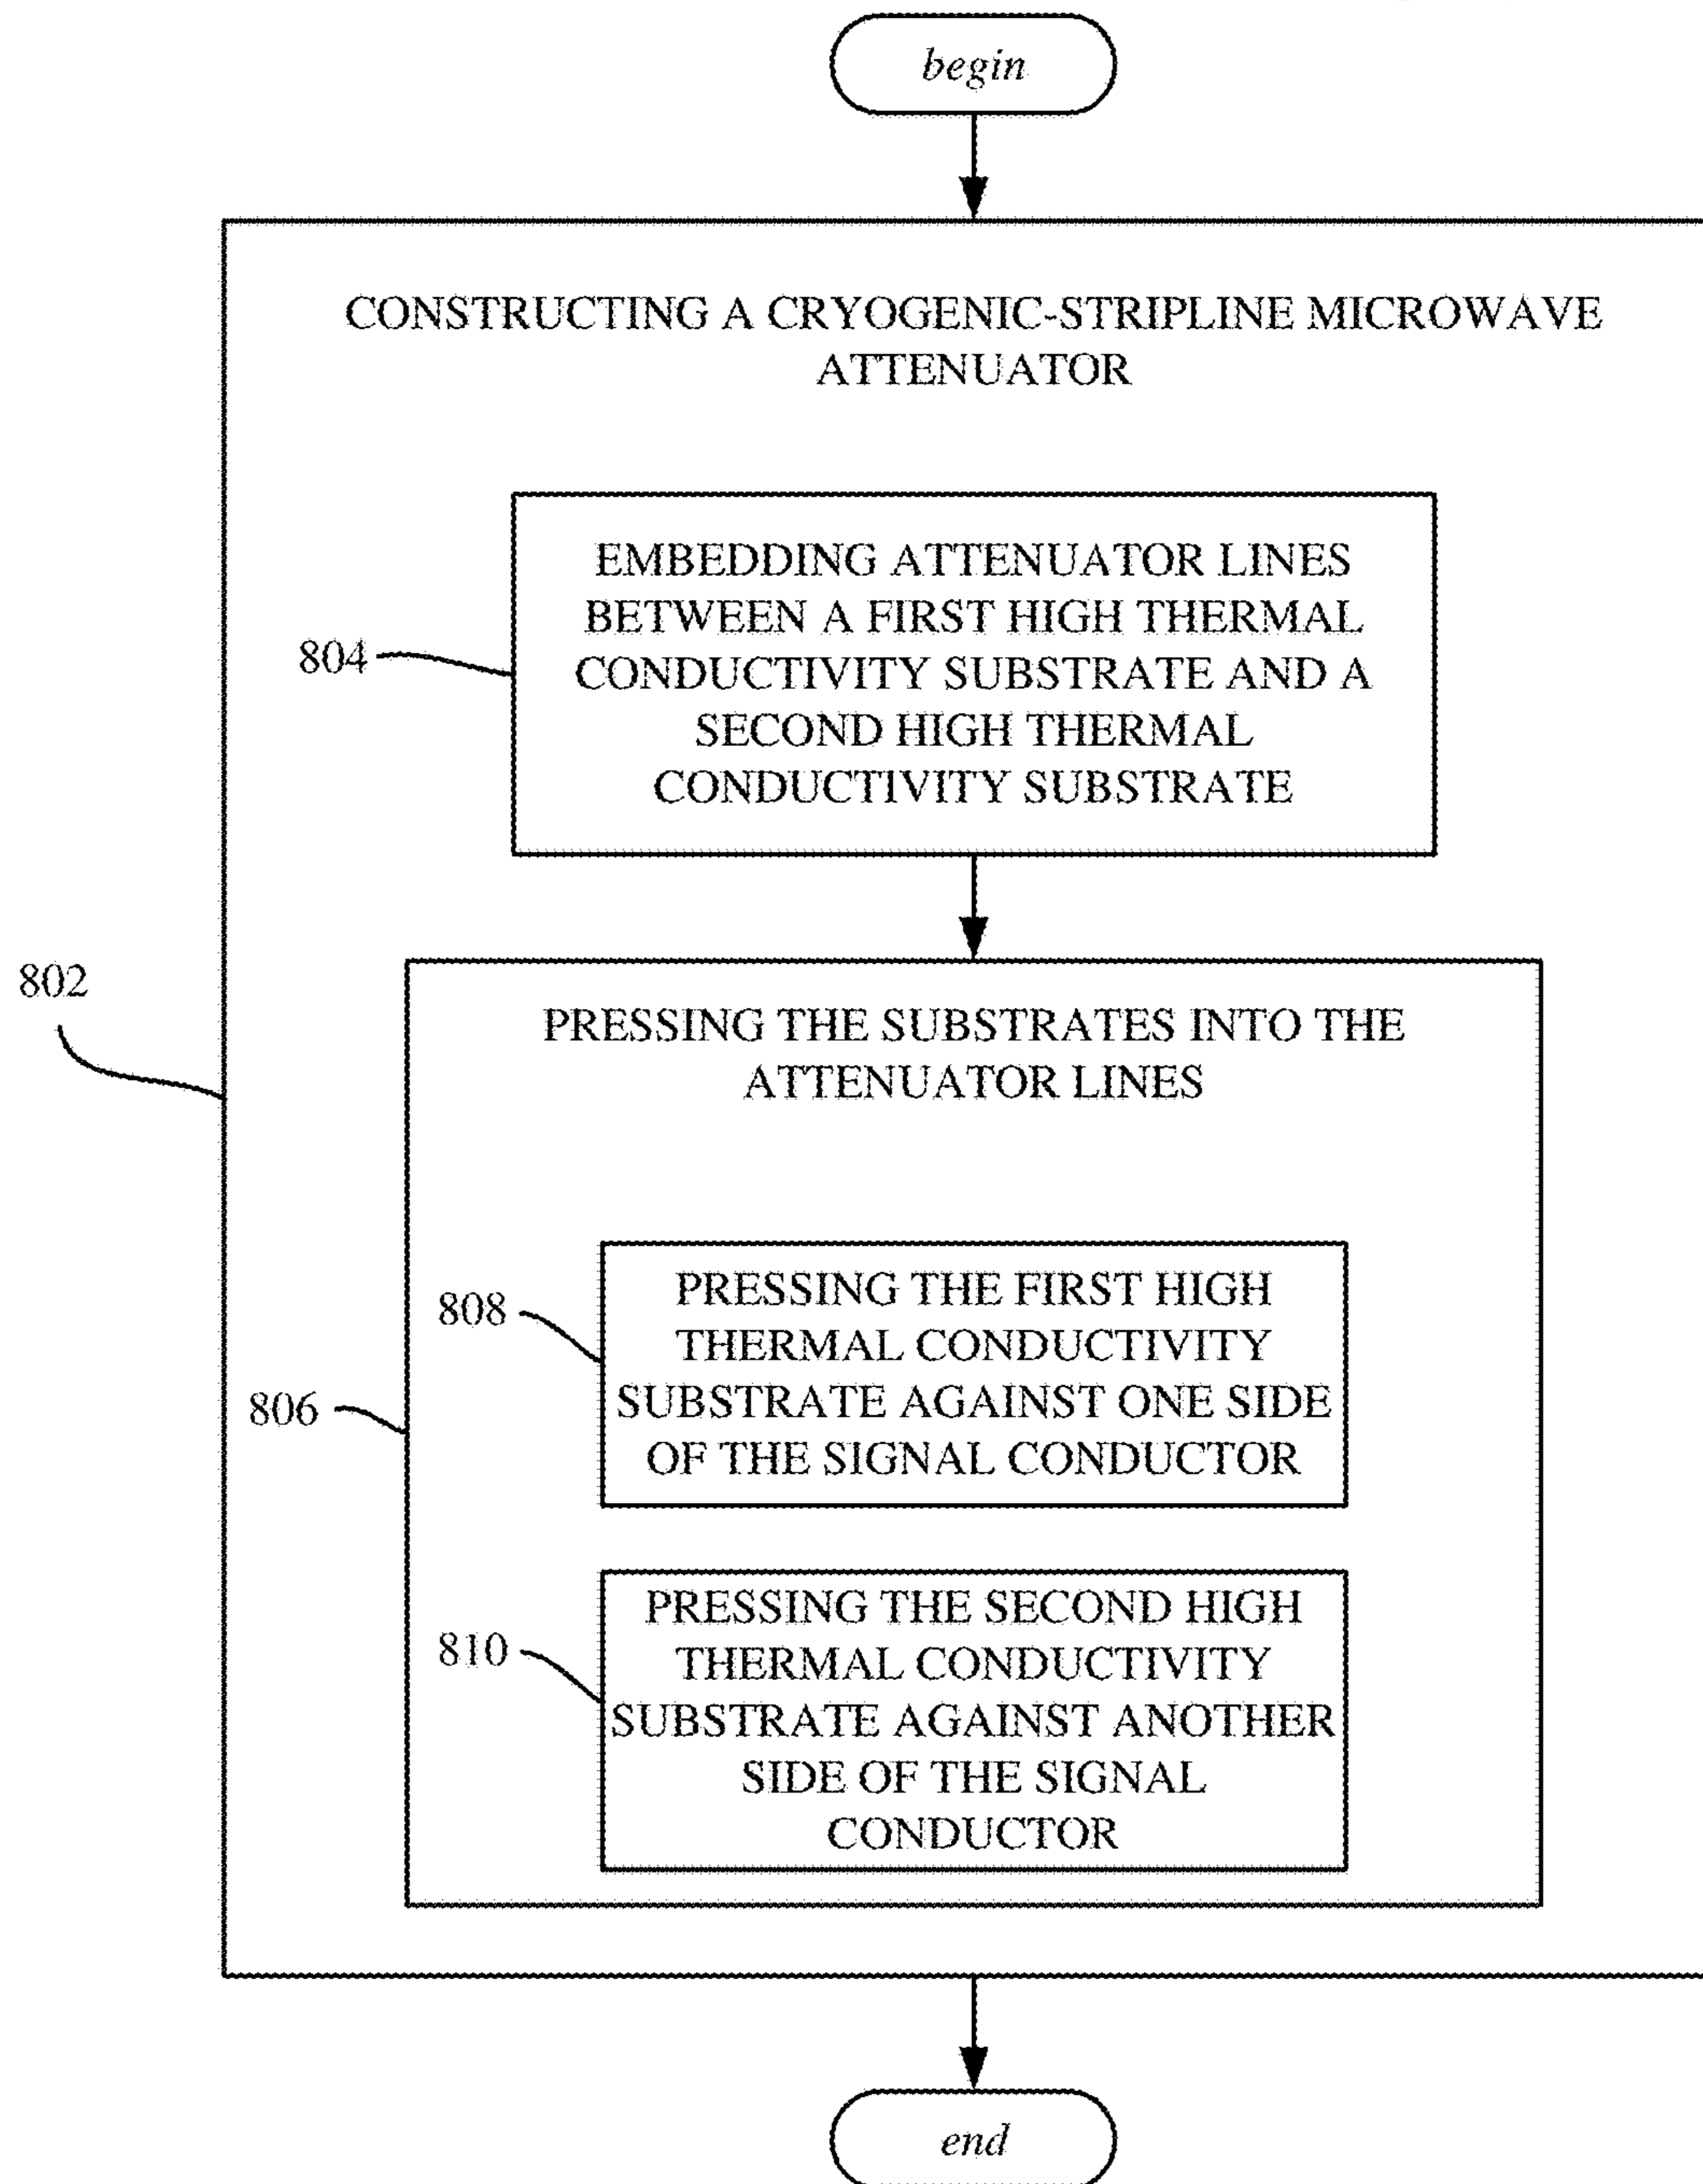 begin
CONSTRUCTING A CRYOGENIC-STRIPLINE MICROWAVE
ATTENUATOR
EMBEDDING ATTENUATOR LINES
BETWEEN A FIRST HIGH THERMAL
CONDUCTIVITY SUBSTRATE AND A
SECOND HIGH THERMAL
CONDUCTIVITY SUBSTRATE
804
802
PRESSING THE SUBSTRATES INTO THE
ATTENUATOR LINES
806
808
PRESSING THE FIRST HIGH
THERMAL CONDUCTIVITY
SUBSTRATE AGAINST ONE SIDE
OF THE SIGNAL CONDUCTOR
810
PRESSING THE SECOND HIGH
THERMAL CONDUCTIVITY
SUBSTRATE AGAINST ANOTHER
SIDE OF THE SIGNAL
CONDUCTOR
end